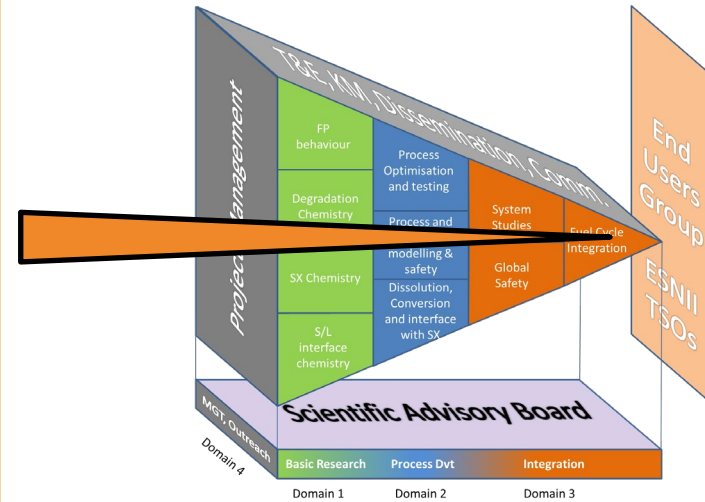 T&E, KM, Dissemination, Comm.
Management
FP
behaviour
Degradation
Chemistry
SX Chemistry
S/L
interface
chemistry
Process
Optimisation
and testing
Process and
modelling &
safety
Dissolution,
Conversion
and interface
with SX
System
Studies
Global
Safety
Fuel Cycle
Integration
End
Users
Group
ESNII
TSOs
Scientific Advisory Board
MGT, Outreach
Domain 4
Basic Research
Process Dvt
Integration
Domain 1
Domain 2
Domain 3